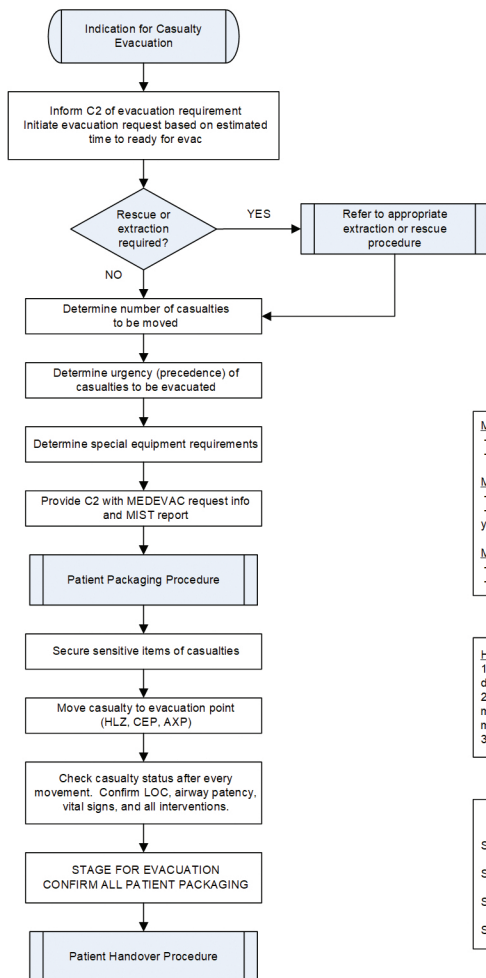 Indication for Casualty
Evacuation
Inform C2 of evacuation requirement
Initiate evacuation request based on estimated
time to ready for evac
Rescue or
extraction
required?
YES
Refer to appropriate
extraction or rescue
procedure
NO
Determine number of casualties
to be moved
Determine urgency (precedence) of
casualties to be evacuated
Determine special equipment requirements
Provide C2 with MEDEVAC request info
and MIST report
Patient Packaging Procedure
Secure sensitive items of casualties
Move casualty to evacuation point
(HLZ, CEP, AXP)
Check casualty status after every
movement. Confirm LOC, airway patency,
vital signs, and all interventions.
STAGE FOR EVACUATION
CONFIRM ALL PATIENT PACKAGING
Patient Handover Procedure